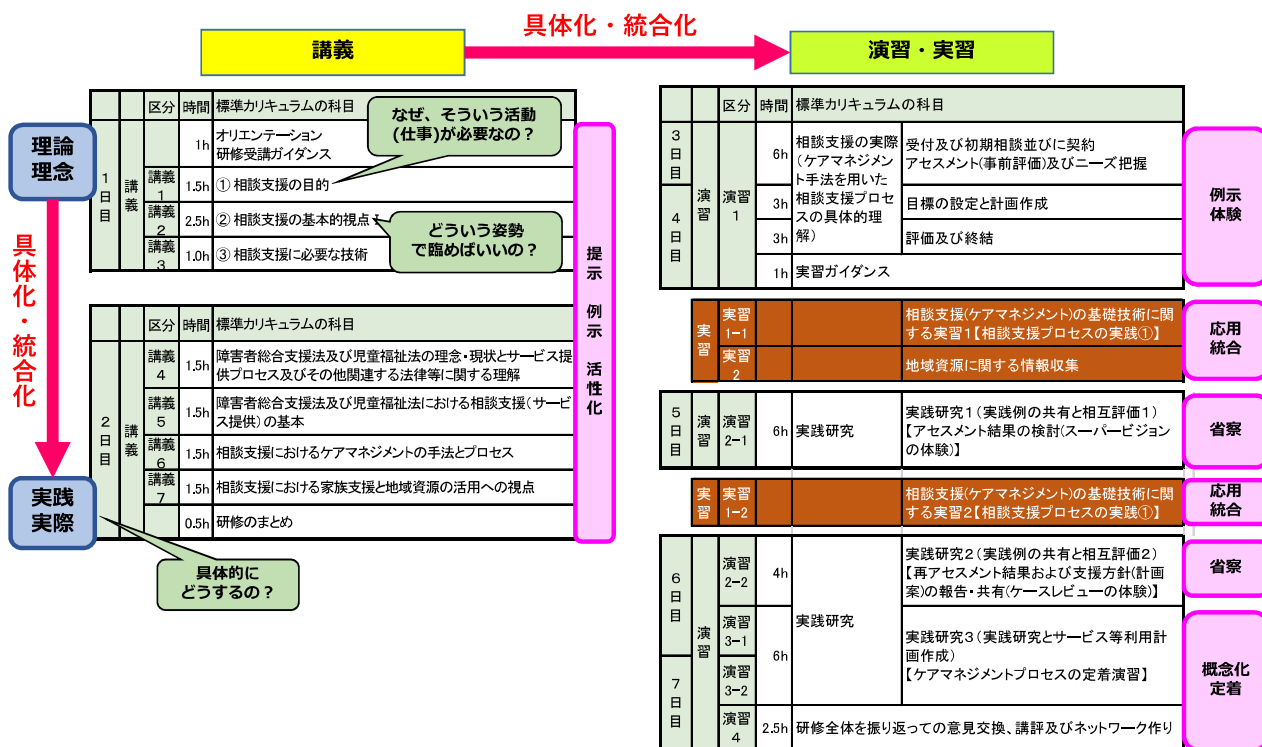 具体化・統合化
講義
演習・実習
理論
理念
具体化・統合化
実践
実際
区分 時間 標準カリキュラムの科目
1日目
講義
1h オリエンテーション
研修受講ガイダンス
講義1 1.5h ① 相談支援の目的
講義2 2.5h ② 相談支援の基本的視点
講義3 1.0h ③ 相談支援に必要な技術
なぜ、そういう活動
(仕事)が必要なの？
どういう姿勢
で臨めばいいの？
区分 時間 標準カリキュラムの科目
2日目
講義
講義4 1.5h 障害者総合支援法及び児童福祉法の理念・現状とサービス提
供プロセス及びその他関連する法律等に関する理解
講義5 1.5h 障害者総合支援法及び児童福祉法における相談支援(サービ
ス提供)の基本
講義6 1.5h 相談支援におけるケアマネジメントの手法とプロセス
講義7 1.5h 相談支援における家族支援と地域資源の活用への視点
0.5h 研修のまとめ
具体的に
どうするの？
提示 例示 活性化
区分 時間 標準カリキュラムの科目
3日目
4日目
演習
演習1
6h
相談支援の実際
(ケアマネジメン
ト手法を用いた
相談支援プロセ
スの具体的理
解)
受付及び初期相談並びに契約
アセスメント(事前評価)及びニーズ把握
3h 目標の設定と計画作成
3h 評価及び終結
1h 実習ガイダンス
例示
体験
実習
実習1-1 相談支援(ケアマネジメント)の基礎技術に関
する実習1【相談支援プロセスの実践①】
実習2 地域資源に関する情報収集
応用
統合
5日目
演習
演習2-1 6h 実践研究
実践研究1(実践例の共有と相互評価1)
【アセスメント結果の検討(スーパービジョン
の体験)】
省察
実習
実習1-2 相談支援(ケアマネジメント)の基礎技術に関
する実習2【相談支援プロセスの実践①】
応用
統合
6日目
7日目
演習
演習2-2 4h
実践研究
実践研究2(実践例の共有と相互評価2)
【再アセスメント結果および支援方針(計画
案)の報告・共有(ケースレビューの体験)】
省察
演習3-1
演習3-2
6h
実践研究3(実践研究とサービス等利用計
画作成)
【ケアマネジメントプロセスの定着演習】
演習4 2.5h 研修全体を振り返っての意見交換、講評及びネットワーク作り
概念化
定着